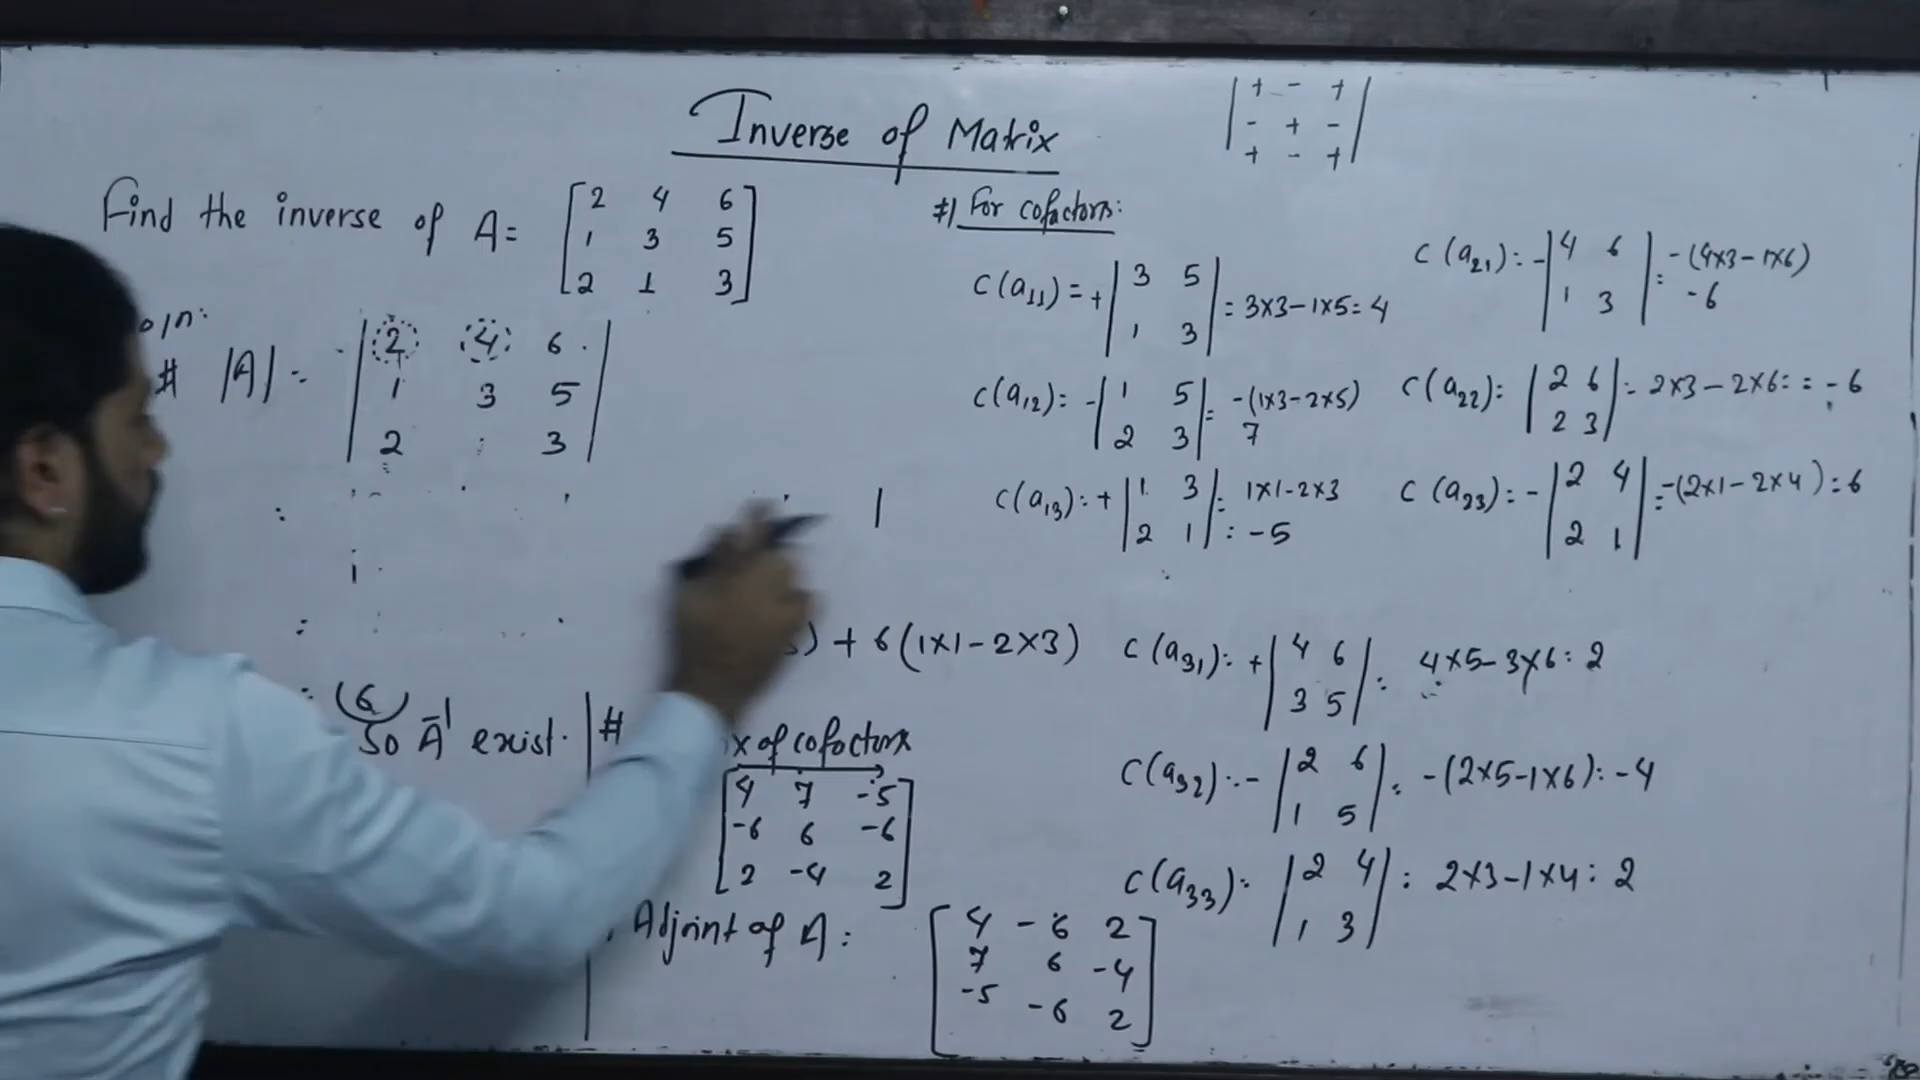 Inverse of Matrix
+ - +
- + -
+ - +
Find the inverse of A=
2 4 6
1 3 5
2 1 3
# |A| =
2 4 6
1 3 5
2 3
) + 6(1×1-2×3)
= 6
So A⁻¹ exist.
# of cofactors
4 7 -5
-6 6 -6
2 -4 2
Adjoint of A:
4 -6 2
7 6 -4
-5 -6 2
#1 For cofactors:
C(a₁₁) = + |3 5| = 3×3-1×5= 4
|1 3|
C(a₁₂): - |1 5| = -(1×3-2×5)
|2 3| 7
C(a₁₃): + |1 3| = 1×1-2×3
|2 1| : -5
C(a₂₁): - |4 6| = -(4×3-1×6)
|1 3| -6
C(a₂₂): |2 6| = 2×3-2×6: = -6
|2 3|
C(a₂₃): - |2 4| = -(2×1-2×4) : 6
|2 1|
C(a₃₁): + |4 6| : 4×5-3×6: 2
|3 5|
C(a₃₂): - |2 6| : -(2×5-1×6): -4
|1 5|
C(a₃₃): |2 4| : 2×3-1×4: 2
|1 3|